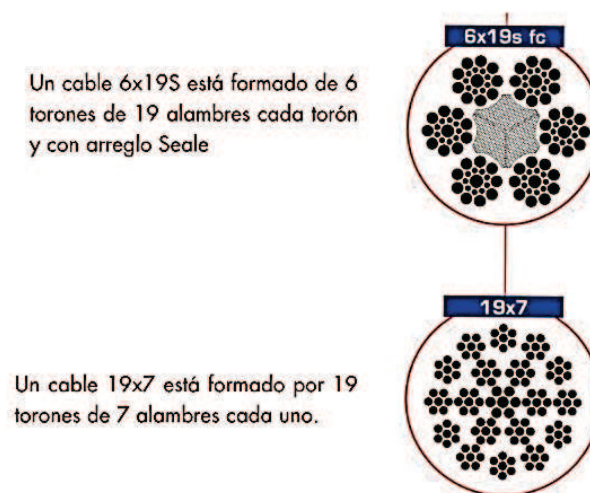 6x19s fc
Un cable 6x19S está formado de 6
torones de 19 alambres cada torón
y con arreglo Seale
19x7
Un cable 19x7 está formado por 19
torones de 7 alambres cada uno.